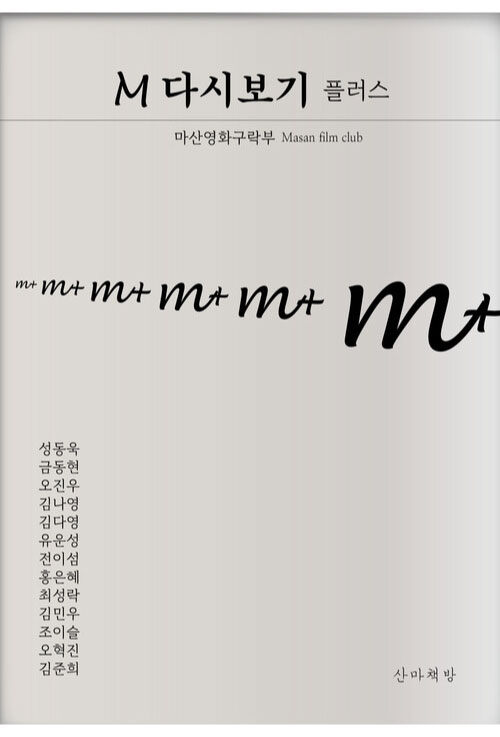 M 다시보기 플러스
마산영화구락부 Masan film club
m+ m+ m+ m+ m+ m+
성동욱
금동현
오진우
김나영
김다영
유운성
전이섬
홍은혜
최성락
김민우
조이슬
오혁진
김준희
산마책방